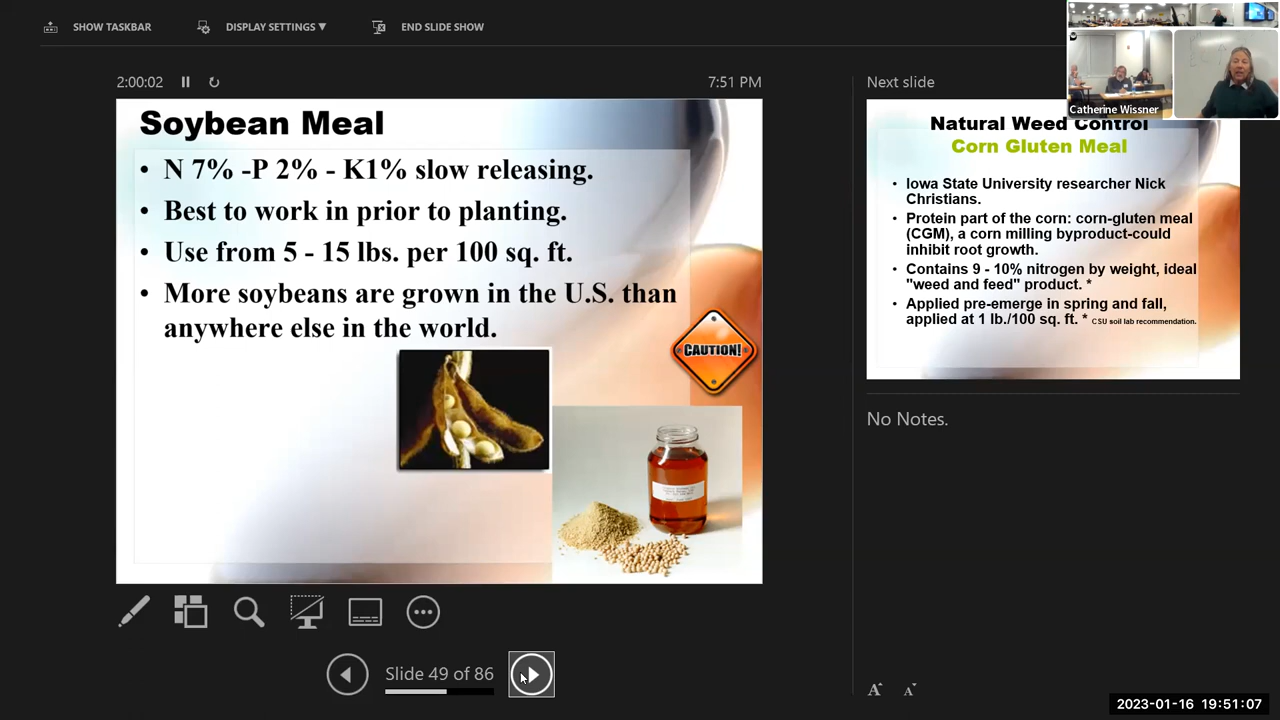 SHOW TASKBAR
DISPLAY SETTINGS ▼
END SLIDE SHOW
2:00:02
7:51 PM
Soybean Meal
• N 7% -P 2% - K1% slow releasing.
• Best to work in prior to planting.
• Use from 5 - 15 lbs. per 100 sq. ft.
• More soybeans are grown in the U.S. than
anywhere else in the world.
CAUTION!
Slide 49 of 86
Next slide
Catherine Wissner
Natural Weed Control
Corn Gluten Meal
• Iowa State University researcher Nick
Christians.
• Protein part of the corn: corn-gluten meal
(CGM), a corn milling byproduct-could
inhibit root growth.
• Contains 9 - 10% nitrogen by weight, ideal
"weed and feed" product. *
• Applied pre-emerge in spring and fall,
applied at 1 lb./100 sq. ft. * CSU soil lab recommendation.
No Notes.
A A
2023-01-16 19:51:07